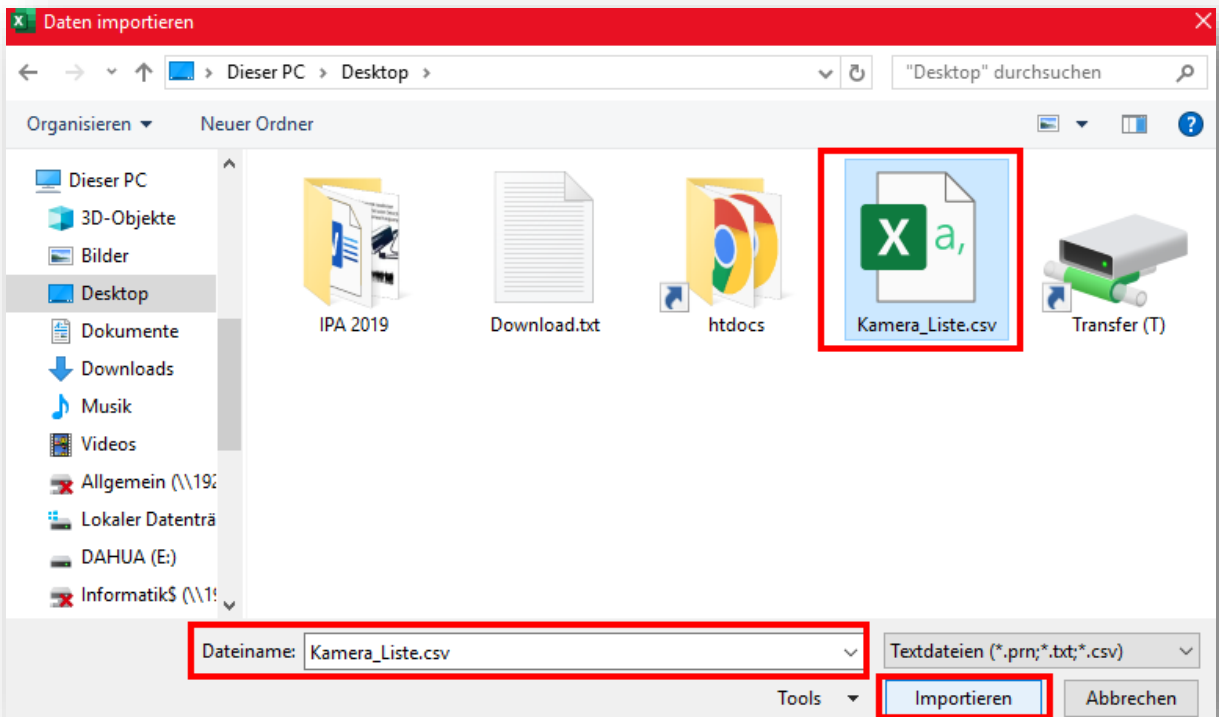 Daten importieren
Dieser PC > Desktop >
"Desktop" durchsuchen
Organisieren
Neuer Ordner
Dieser PC
3D-Objekte
Bilder
Desktop
Dokumente
Downloads
Musik
Videos
Allgemein (\\192
Lokaler Datenträ
DAHUA (E:)
Informatik$ (\\19
IPA 2019
Download.txt
htdocs
X a,
Kamera_Liste.csv
Transfer (T)
Dateiname: Kamera_Liste.csv
Textdateien (*.prn;*.txt;*.csv)
Tools
Importieren
Abbrechen